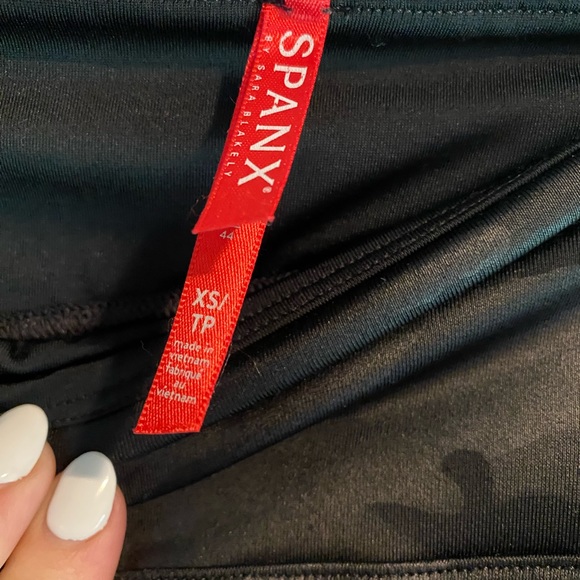 SPANX®
BY SARA BLAKELY
XS/
TP
made in
vietnam
fabriqué
au
vietnam